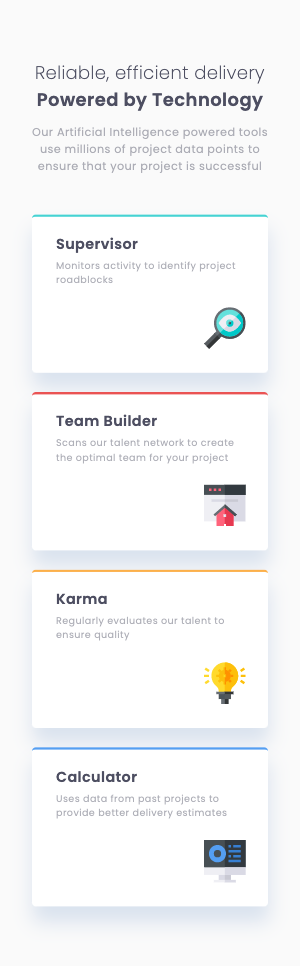 Reliable, efficient delivery
Powered by Technology
Our Artificial Intelligence powered tools
use millions of project data points to
ensure that your project is successful
Supervisor
Monitors activity to identify project
roadblocks
Team Builder
Scans our talent network to create
the optimal team for your project
Karma
Regularly evaluates our talent to
ensure quality
Calculator
Uses data from past projects to
provide better delivery estimates